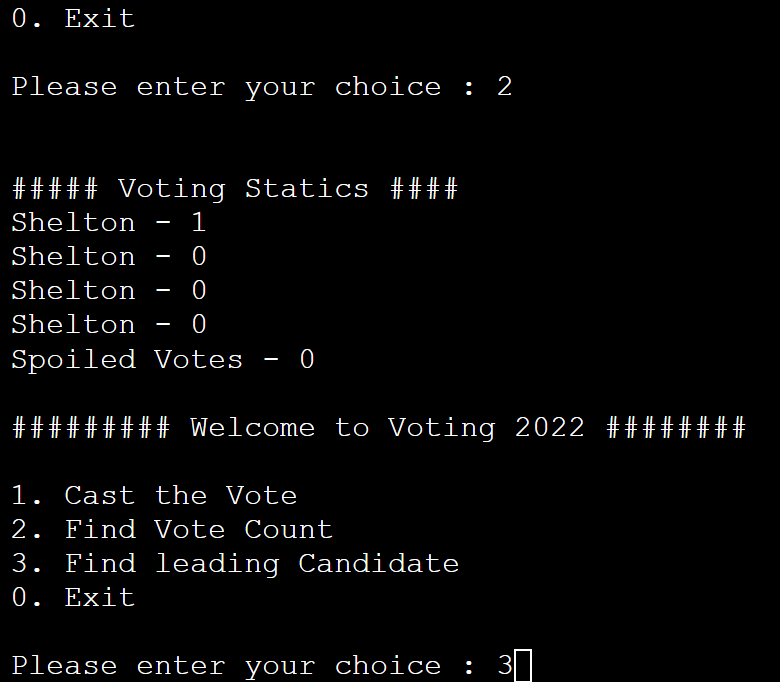 0. Exit
Please enter your choice : 2
##### Voting Statics ####
Shelton - 1
Shelton - 0
Shelton - 0
Shelton - 0
Spoiled Votes - 0
######### Welcome to Voting 2022 ########
1. Cast the Vote
2. Find Vote Count
3. Find leading Candidate
0. Exit
Please enter your choice : 3